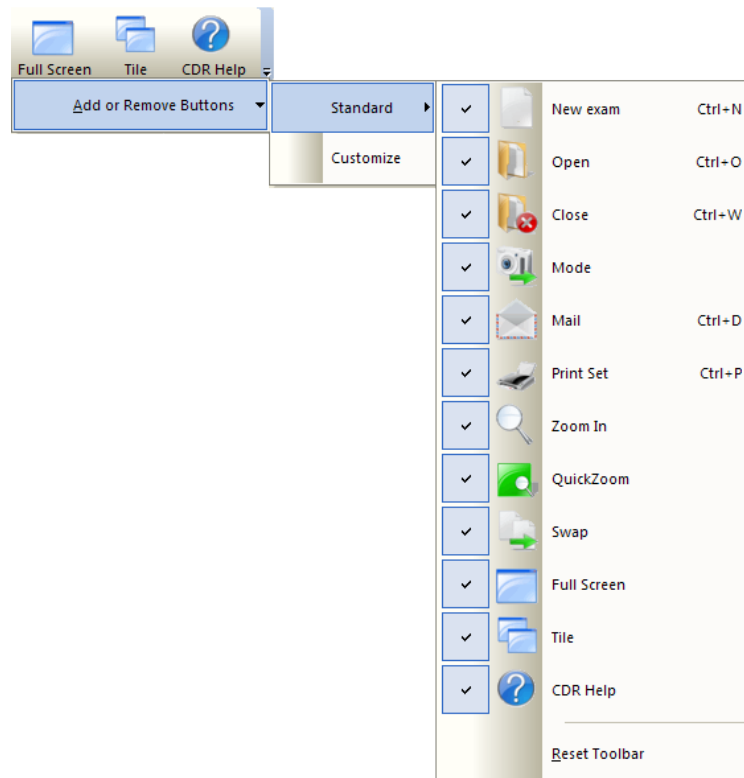 Full Screen Tile CDR Help
Add or Remove Buttons
Standard
Customize
New exam Ctrl+N
Open Ctrl+O
Close Ctrl+W
Mode
Mail Ctrl+D
Print Set Ctrl+P
Zoom In
QuickZoom
Swap
Full Screen
Tile
CDR Help
Reset Toolbar